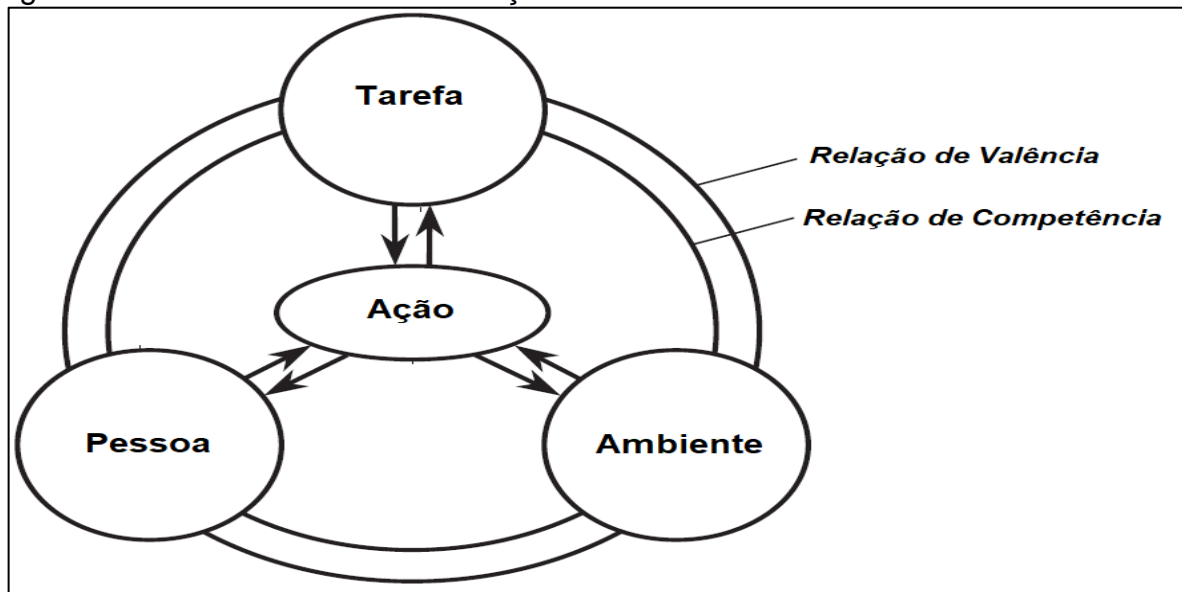 Tarefa
Relação de Valência
Relação de Competência
Ação
Pessoa
Ambiente